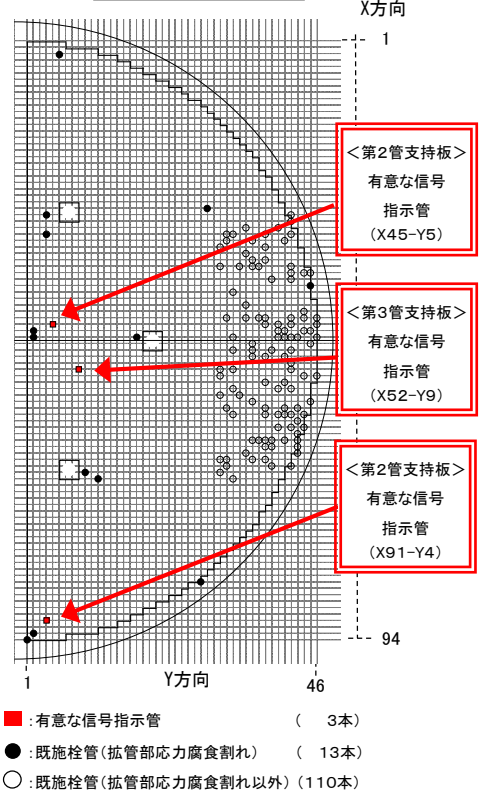 X方向
1
<第2管支持板>
有意な信号
指示管
(X45-Y5)
<第3管支持板>
有意な信号
指示管
(X52-Y9)
<第2管支持板>
有意な信号
指示管
(X91-Y4)
94
1
Y方向
46
:有意な信号指示管 ( 3本)
:既施栓管(拡管部応力腐食割れ) ( 13本)
:既施栓管(拡管部応力腐食割れ以外) (110本)